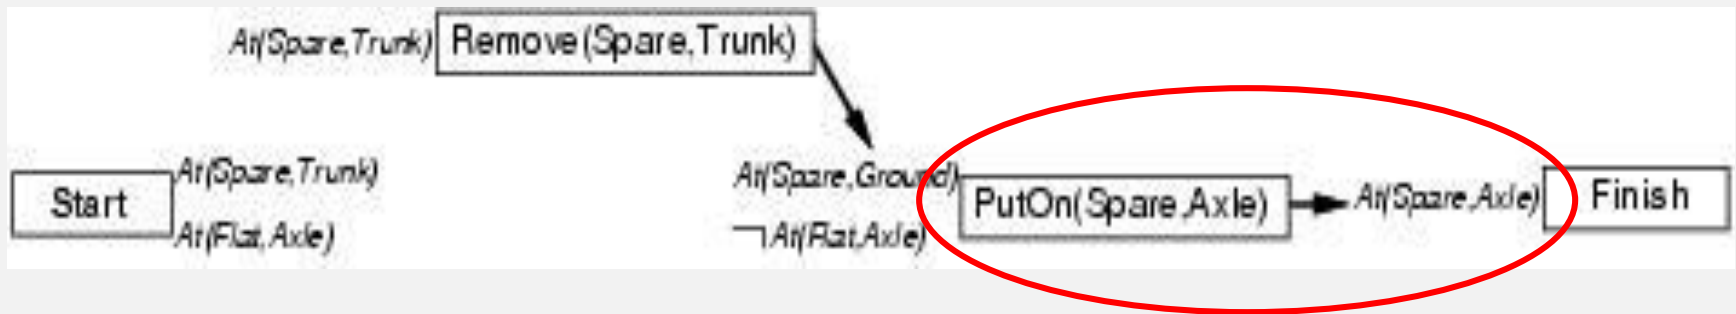 At(Spare,Trunk) Remove(Spare,Trunk)
Start At(Spare,Trunk)
At(Flat,Axle)
At(Spare,Ground)
¬At(Flat,Axle)
PutOn(Spare,Axle) At(Spare,Axle) Finish